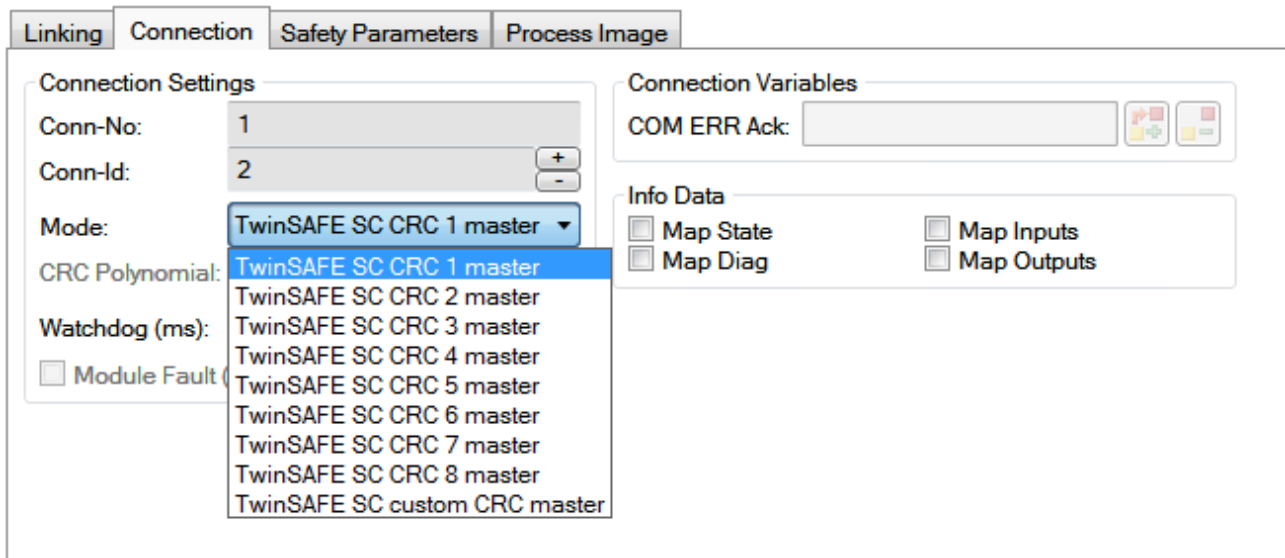 Linking Connection Safety Parameters Process Image
Connection Settings
Conn-No: 1
Conn-Id: 2
+
-
Mode: TwinSAFE SC CRC 1 master
CRC Polynomial:
Watchdog (ms):
Module Fault (
TwinSAFE SC CRC 1 master
TwinSAFE SC CRC 2 master
TwinSAFE SC CRC 3 master
TwinSAFE SC CRC 4 master
TwinSAFE SC CRC 5 master
TwinSAFE SC CRC 6 master
TwinSAFE SC CRC 7 master
TwinSAFE SC CRC 8 master
TwinSAFE SC custom CRC master
Connection Variables
COM ERR Ack:
Info Data
Map State Map Inputs
Map Diag Map Outputs